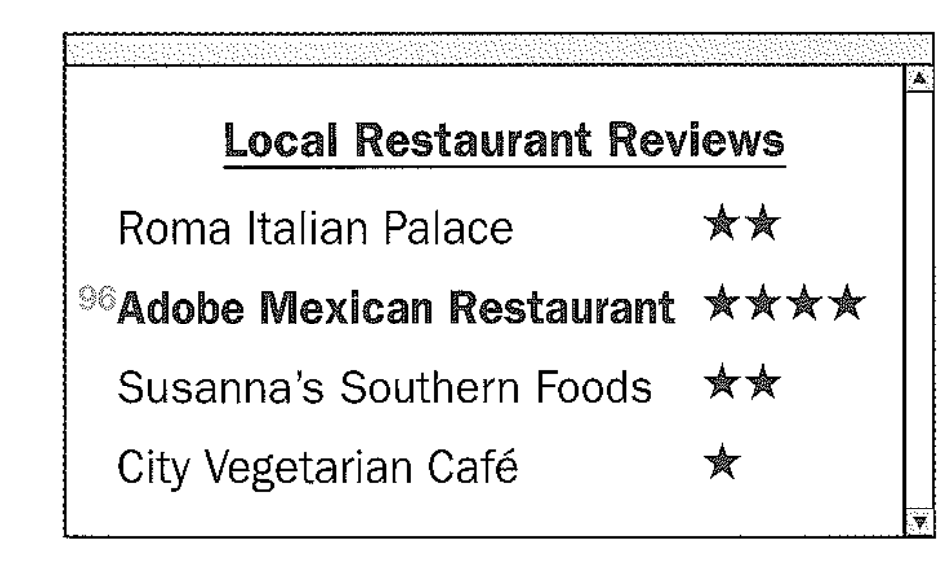 Local Restaurant Reviews
Roma Italian Palace ★★
96 Adobe Mexican Restaurant ★★★★
Susanna's Southern Foods ★★
City Vegetarian Café ★